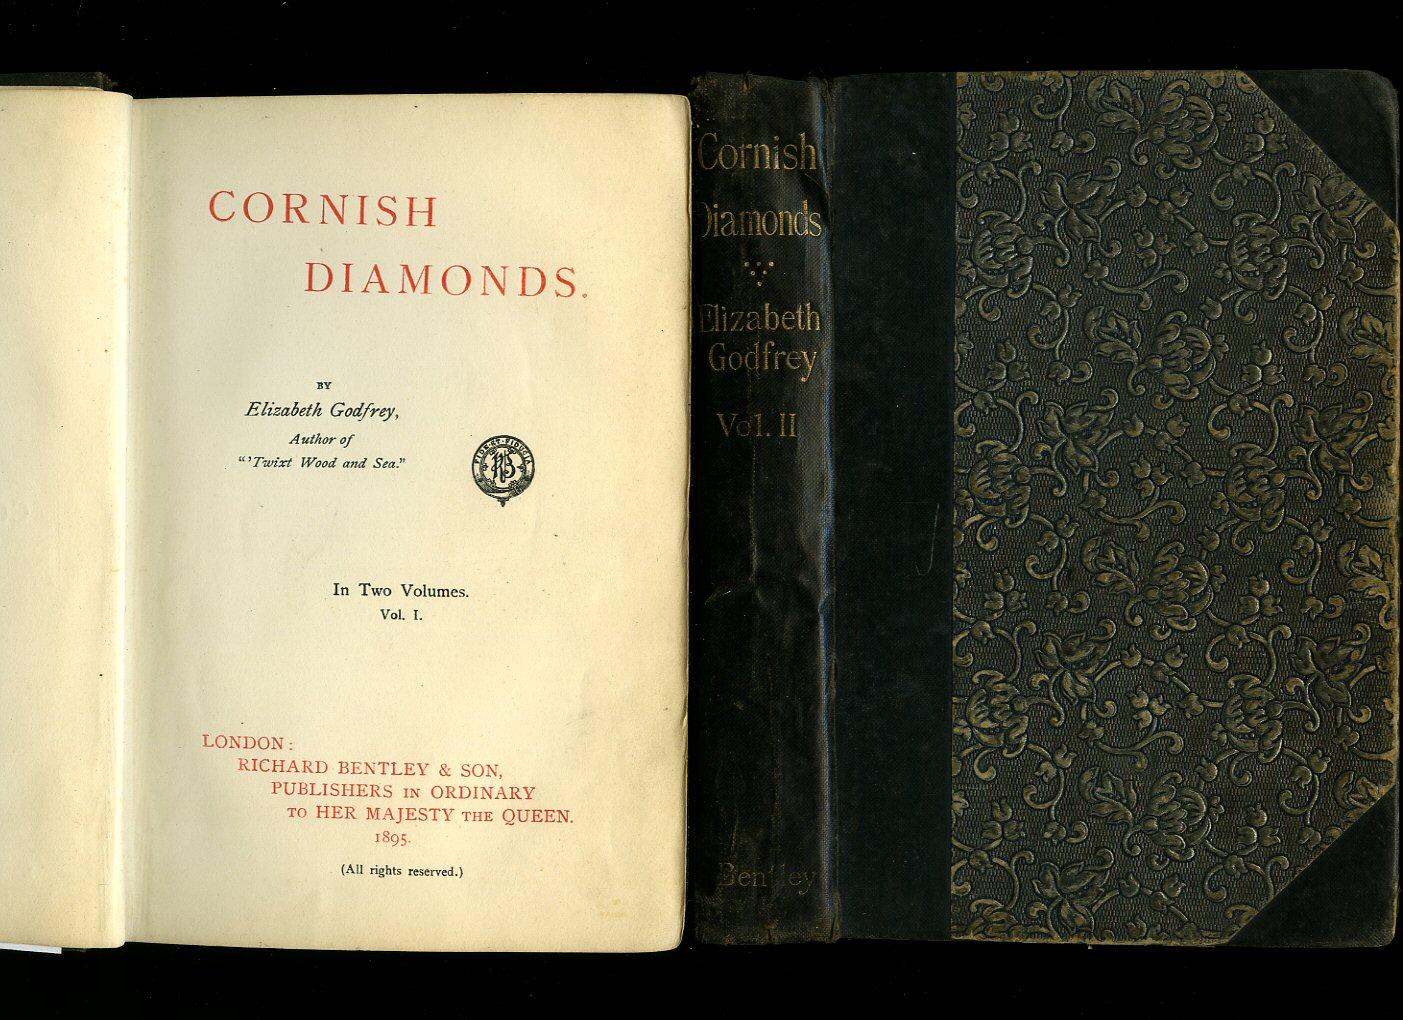 CORNISH
DIAMONDS.
BY
Elizabeth Godfrey,
Author of
"'Twixt Wood and Sea."
In Two Volumes.
Vol. I.
LONDON:
RICHARD BENTLEY & SON,
PUBLISHERS IN ORDINARY
TO HER MAJESTY THE QUEEN.
1895.
(All rights reserved.)
Cornish
Diamonds
Elizabeth
Godfrey
Vol. II
Bentley